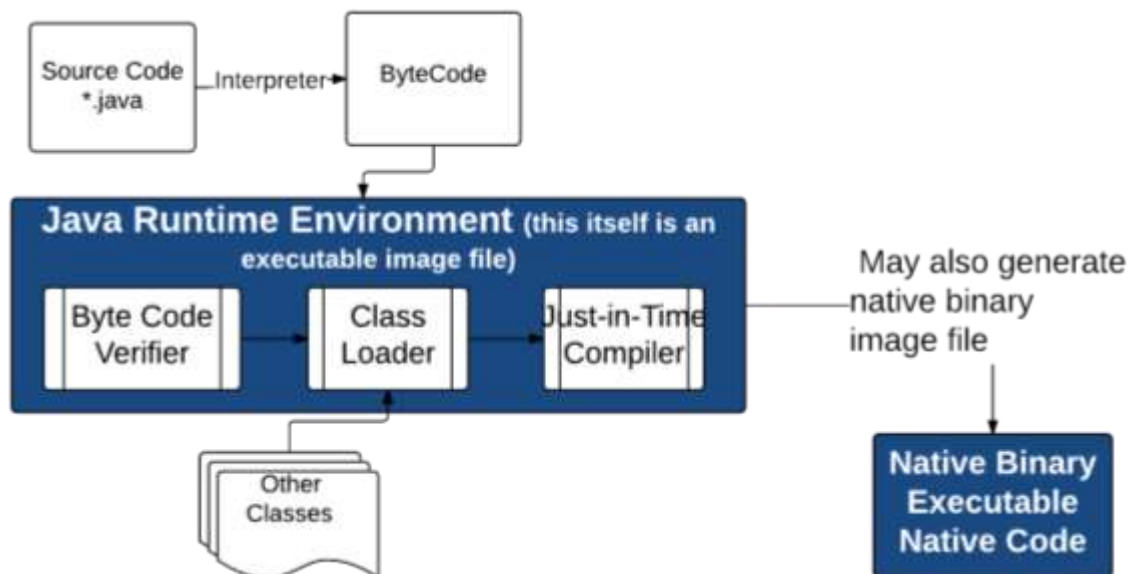 Source Code
*.java
Interpreter
ByteCode
Java Runtime Environment (this itself is an
executable image file)
Byte Code
Verifier
Class
Loader
Just-in-Time
Compiler
May also generate
native binary
image file
Other
Classes
Native Binary
Executable
Native Code